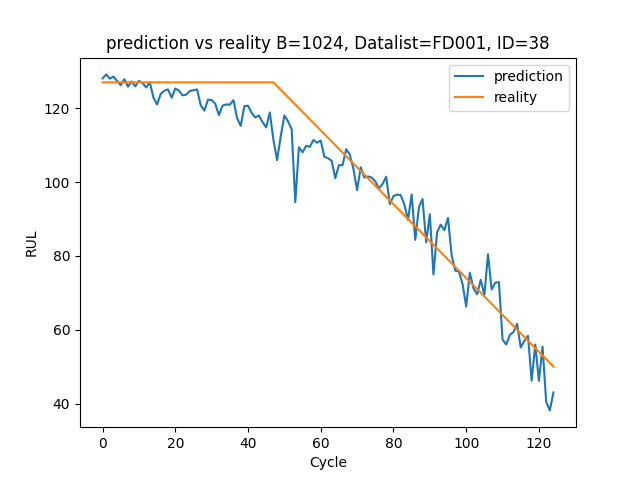 prediction vs reality B=1024, Datalist=FD001, ID=38
prediction
reality
RUL
120
100
80
60
40
0 20 40 60 80 100 120
Cycle